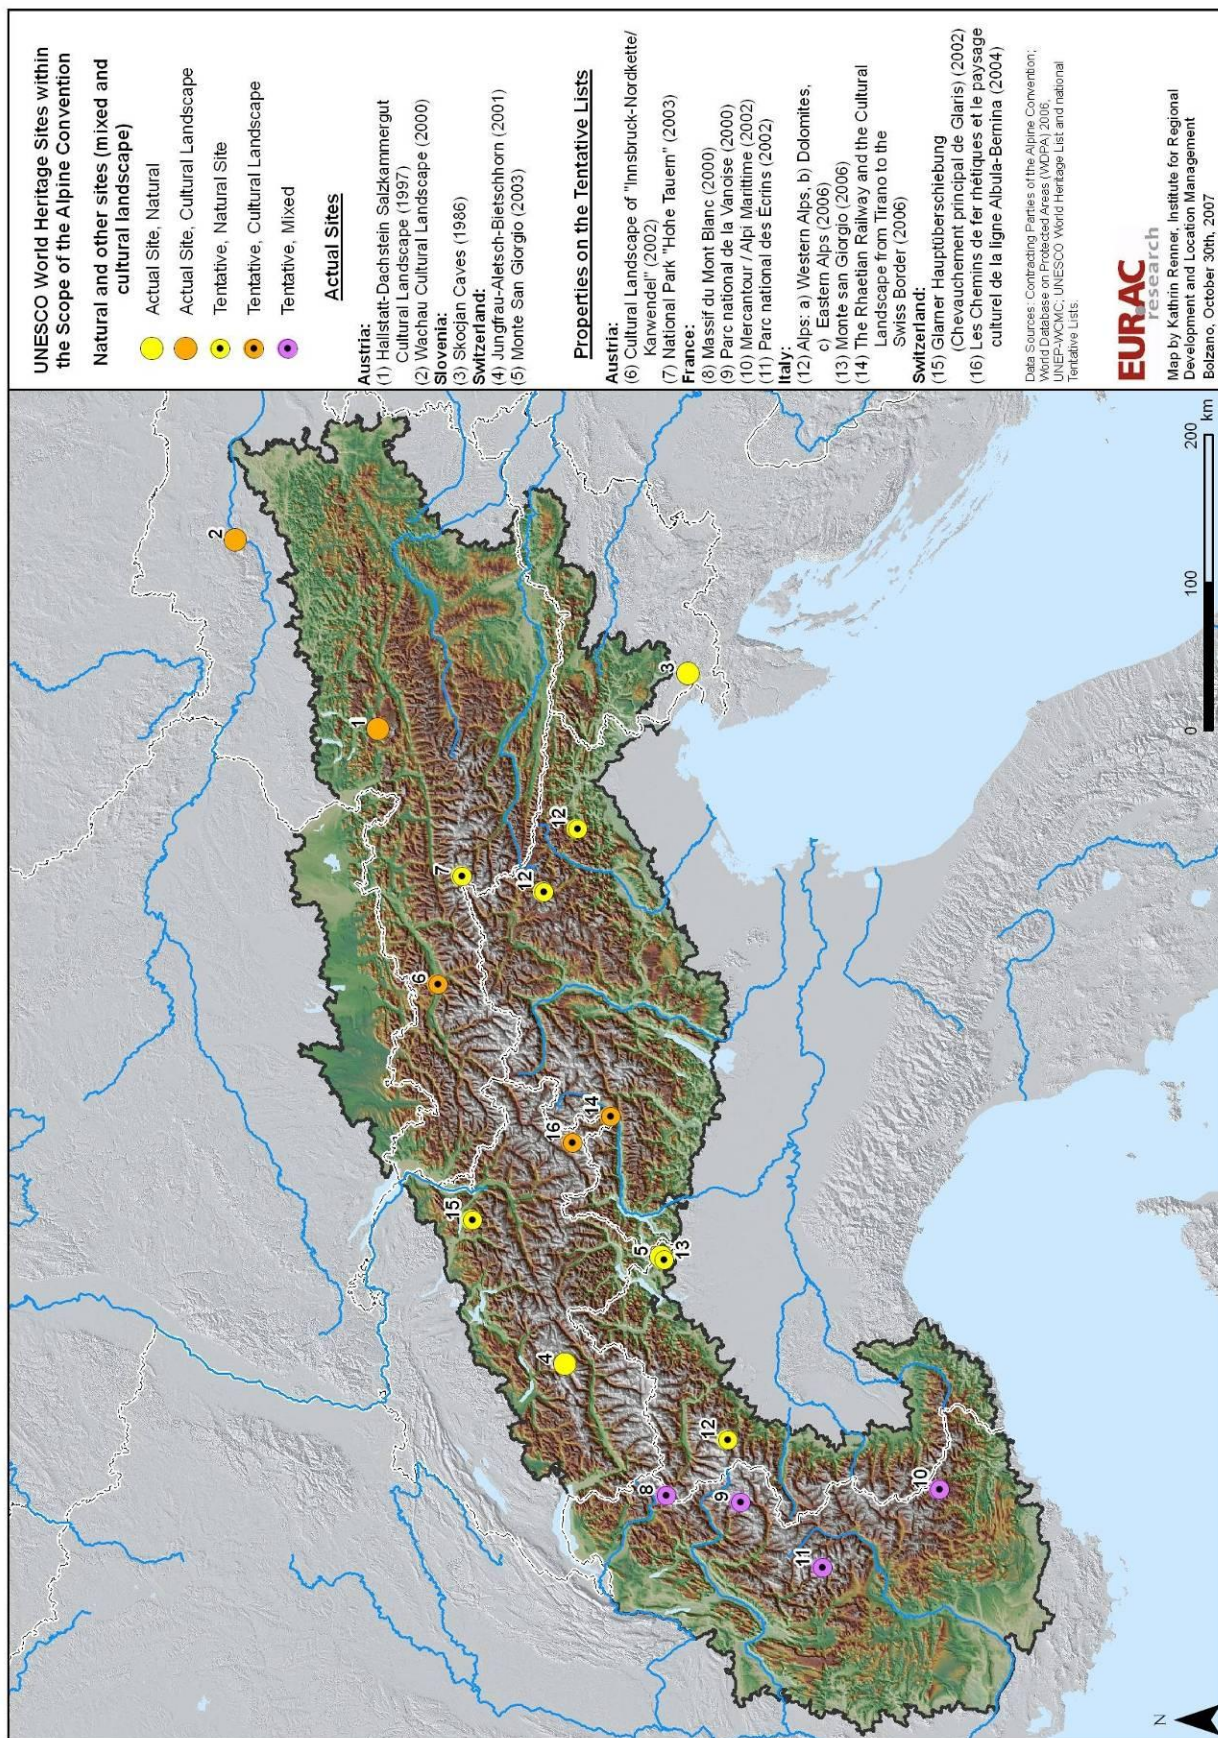 UNESCO World Heritage Sites within
the Scope of the Alpine Convention
Natural and other sites (mixed and
cultural landscape)
Actual Site, Natural
Actual Site, Cultural Landscape
Tentative, Natural Site
Tentative, Cultural Landscape
Tentative, Mixed
Actual Sites
Austria:
(1) Hallstatt-Dachstein Salzkammergut
Cultural Landscape (1997)
(2) Wachau Cultural Landscape (2000)
Slovenia:
(3) Skocjan Caves (1986)
Switzerland:
(4) Jungfrau-Aletsch-Bietschhorn (2001)
(5) Monte San Giorgio (2003)
Properties on the Tentative Lists
Austria:
(6) Cultural Landscape of "Innsbruck-Nordkette/
Karwendel" (2002)
(7) National Park "Hohe Tauern" (2003)
France:
(8) Massif du Mont Blanc (2000)
(9) Parc national de la Vanoise (2000)
(10) Mercantour / Alpi Marittime (2002)
(11) Parc national des Écrins (2002)
Italy:
(12) Alps: a) Western Alps, b) Dolomites,
c) Eastern Alps (2006)
(13) Monte san Giorgio (2006)
(14) The Rhaetian Railway and the Cultural
Landscape from Tirano to the
Swiss Border (2006)
Switzerland:
(15) Glarner Hauptüberschiebung
(Chevauchement principal de Glaris) (2002)
(16) Les Chemins de fer rhétiques et le paysage
culturel de la ligne Albula-Bernina (2004)
Data Sources: Contracting Parties of the Alpine Convention;
World Database on Protected Areas (WDPA) 2006,
UNEP-WCMC; UNESCO World Heritage List and national
Tentative Lists.
EURAC
research
Map by Kathrin Renner, Institute for Regional
Development and Location Management
Bolzano, October 30th, 2007
2
1
3
7
12
12
6
15
16
14
5
13
4
12
8
9
10
11
0 100 200
km
N